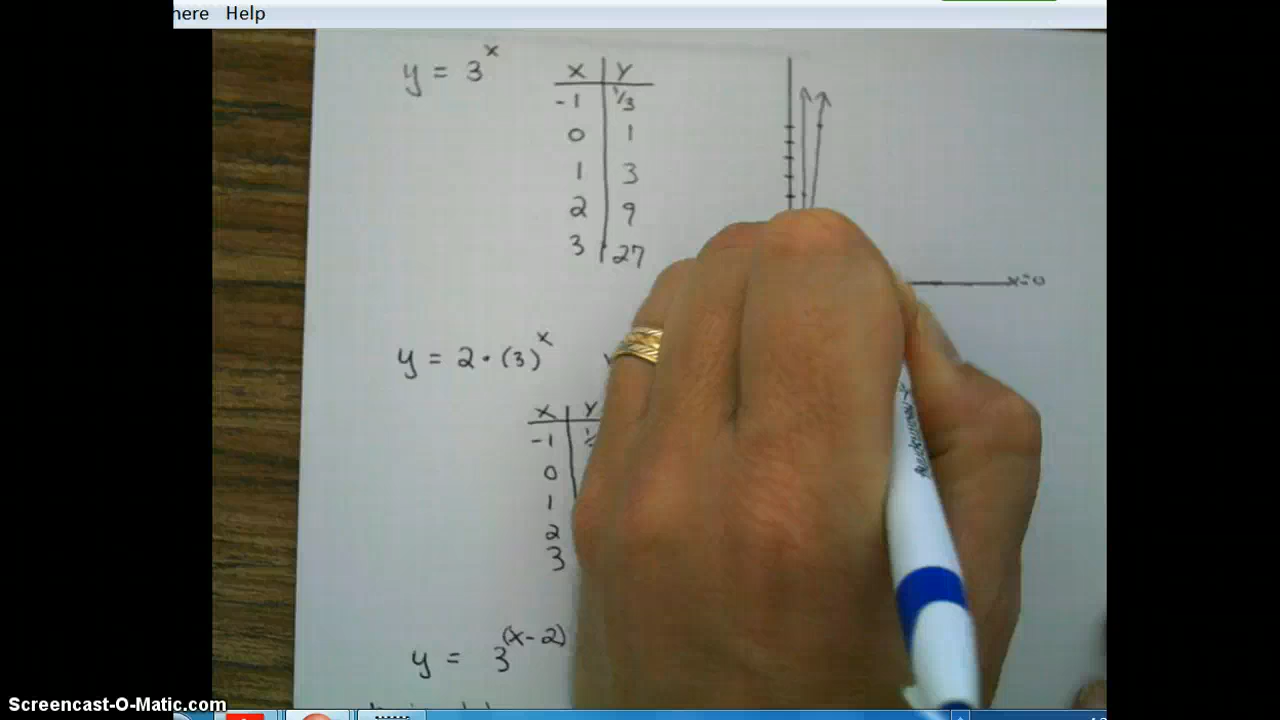 here Help
y = 3^x
x y
-1 1/3
0 1
1 3
2 9
3 27
x=0
y = 2 · (3)^x
x y
-1
0
1
2
3
y = 3^(x-2)
Screencast-O-Matic.com